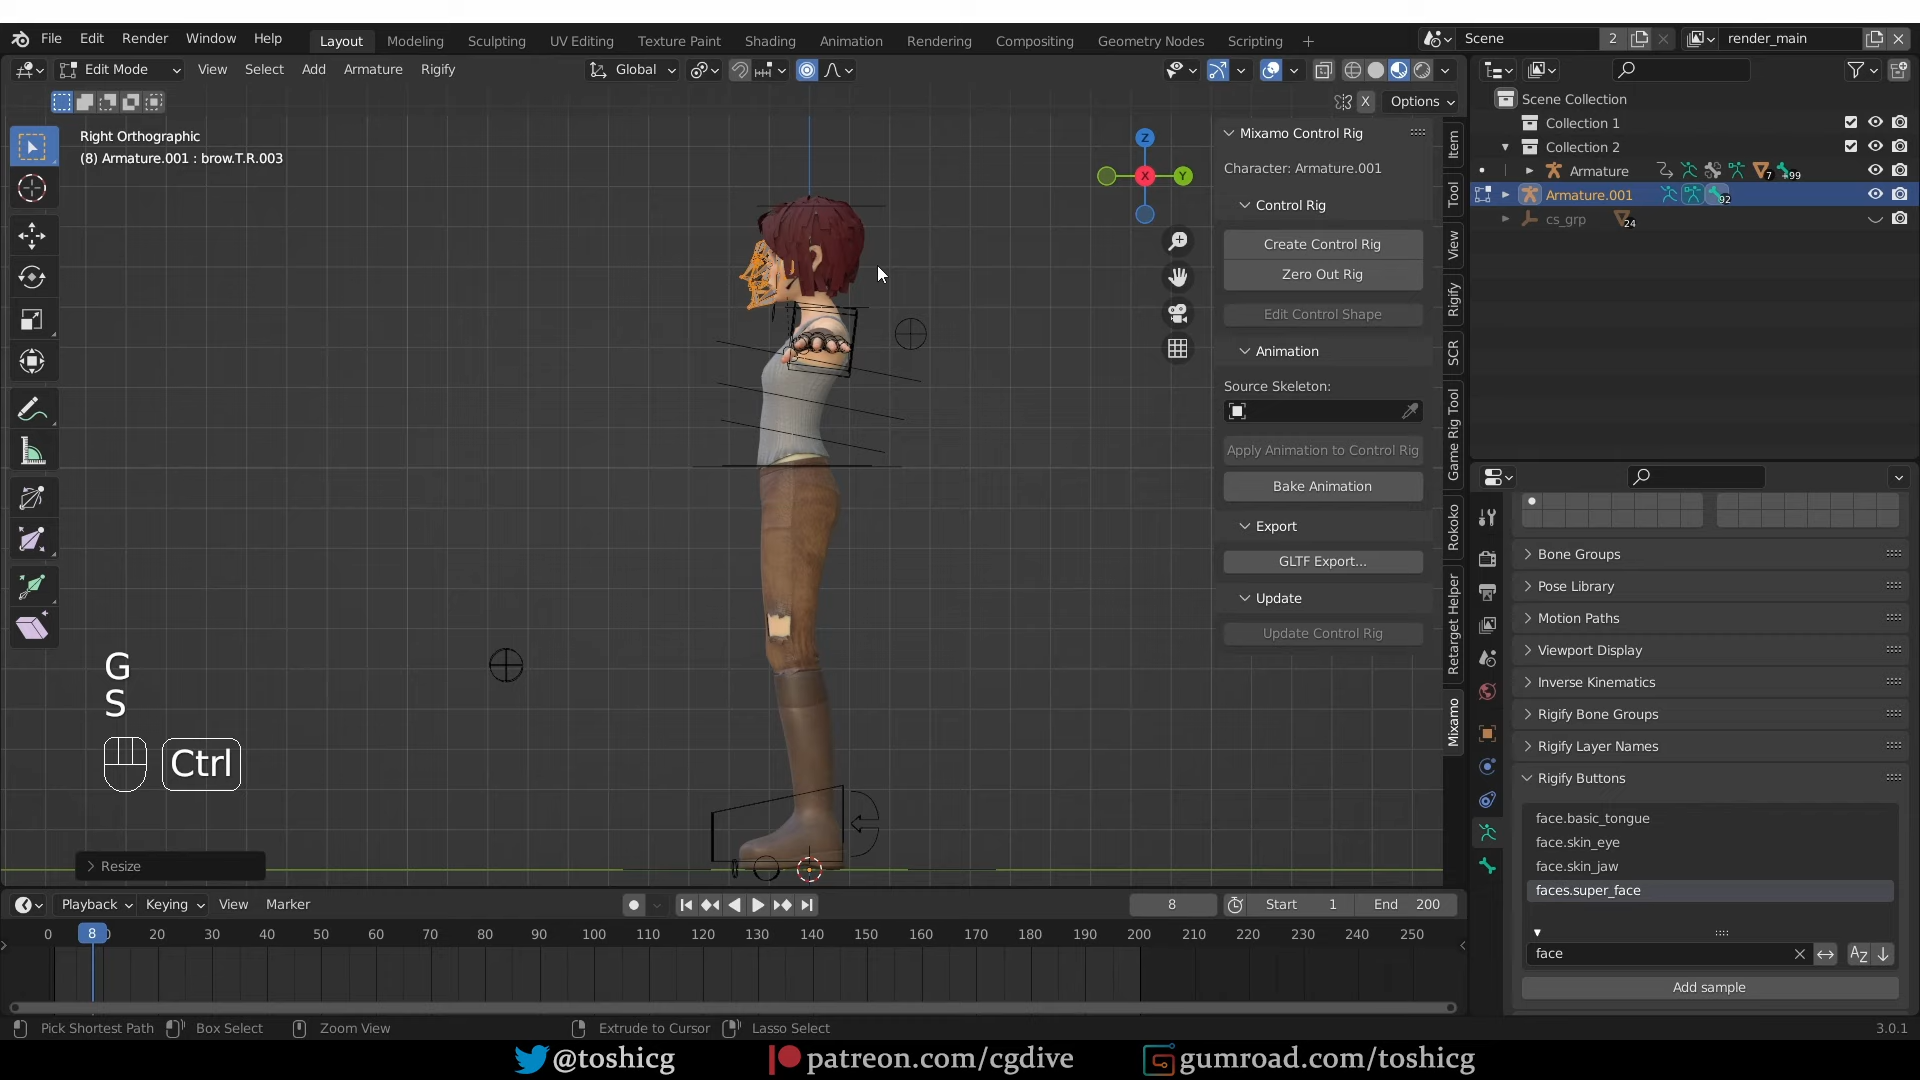 File Edit Render Window Help Layout Modeling Sculpting UV Editing Texture Paint Shading Animation Rendering Compositing Geometry Nodes Scripting + Scene 2 render_main
Edit Mode View Select Add Armature Rigify Global
X Options
Right Orthographic
(8) Armature.001 : brow.T.R.003
Z
X
Y
Mixamo Control Rig
Character: Armature.001
Control Rig
Create Control Rig
Zero Out Rig
Edit Control Shape
Animation
Source Skeleton:
Apply Animation to Control Rig
Bake Animation
Export
GLTF Export...
Update
Update Control Rig
Item
Tool
View
Rigify
SCR
Game Rig Tool
Rokoko
Retarget Helper
Mixamo
Scene Collection
Collection 1
Collection 2
Armature 7 +99
Armature.001 92
cs_grp 24
Bone Groups
Pose Library
Motion Paths
Viewport Display
Inverse Kinematics
Rigify Bone Groups
Rigify Layer Names
Rigify Buttons
face.basic_tongue
face.skin_eye
face.skin_jaw
faces.super_face
face
Add sample
G
S
Ctrl
Resize
Playback Keying View Marker 8 Start 1 End 200
0 8 20 30 40 50 60 70 80 90 100 110 120 130 140 150 160 170 180 190 200 210 220 230 240 250
Pick Shortest Path Box Select Zoom View Extrude to Cursor Lasso Select 3.0.1
@toshicg patreon.com/cgdive gumroad.com/toshicg